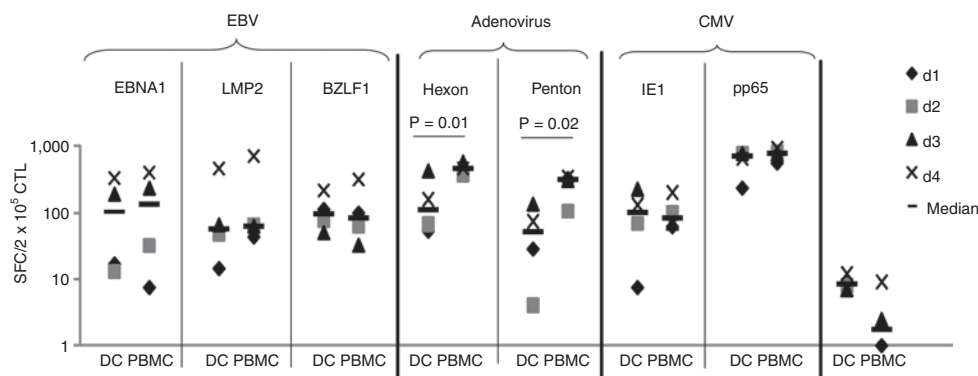 EBV
Adenovirus
CMV
EBNA1
LMP2
BZLF1
Hexon
Penton
IE1
pp65
P = 0.01
P = 0.02
d1
d2
d3
d4
Median
SFC/2 x 10⁵ CTL
1,000
100
10
1
DC PBMC
DC PBMC
DC PBMC
DC PBMC
DC PBMC
DC PBMC
DC PBMC
DC PBMC